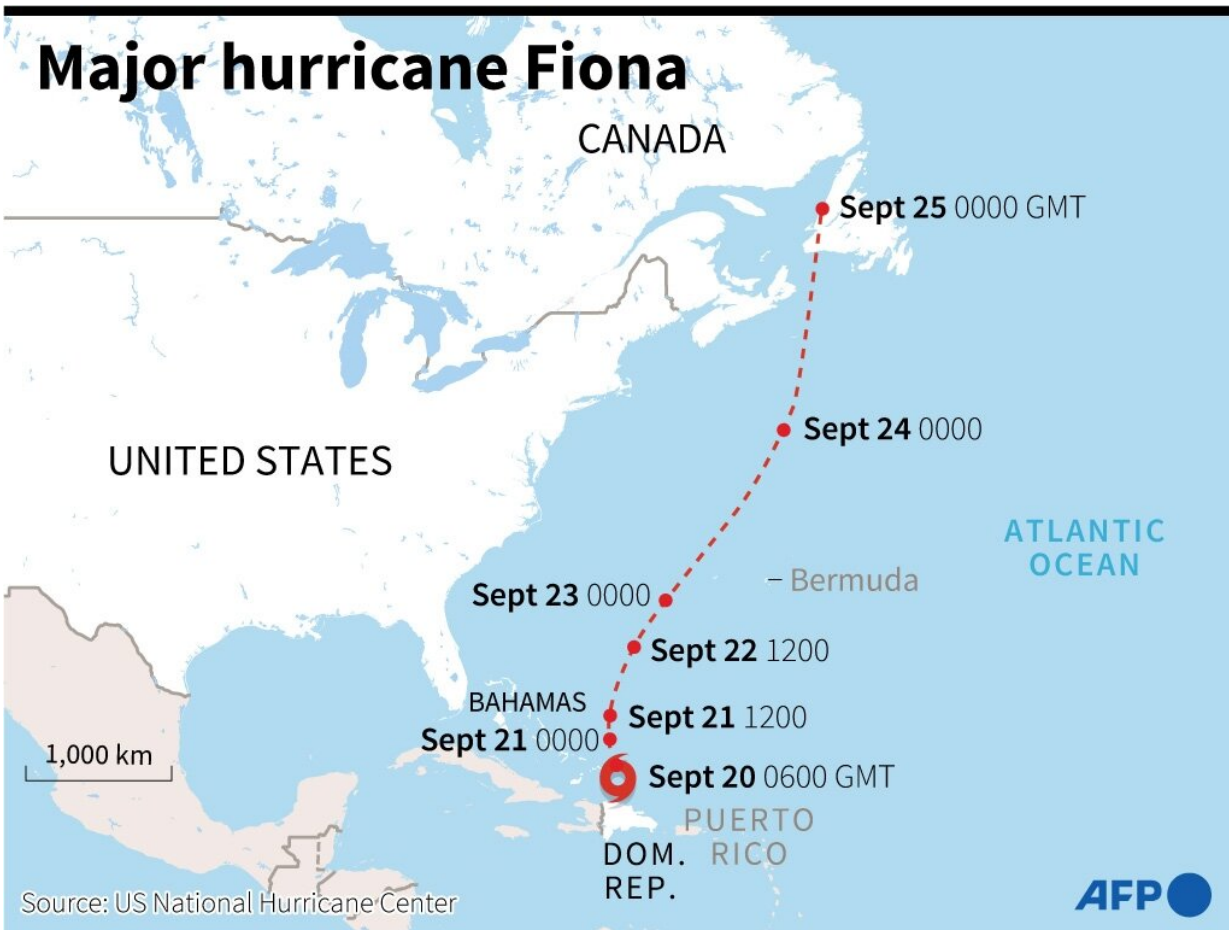 Major hurricane Fiona
CANADA
Sept 25 0000 GMT
Sept 24 0000
UNITED STATES
ATLANTIC
OCEAN
Bermuda
Sept 23 0000
Sept 22 1200
BAHAMAS
Sept 21 1200
Sept 21 0000
1,000 km
Sept 20 0600 GMT
PUERTO
RICO
DOM.
REP.
Source: US National Hurricane Center
AFP